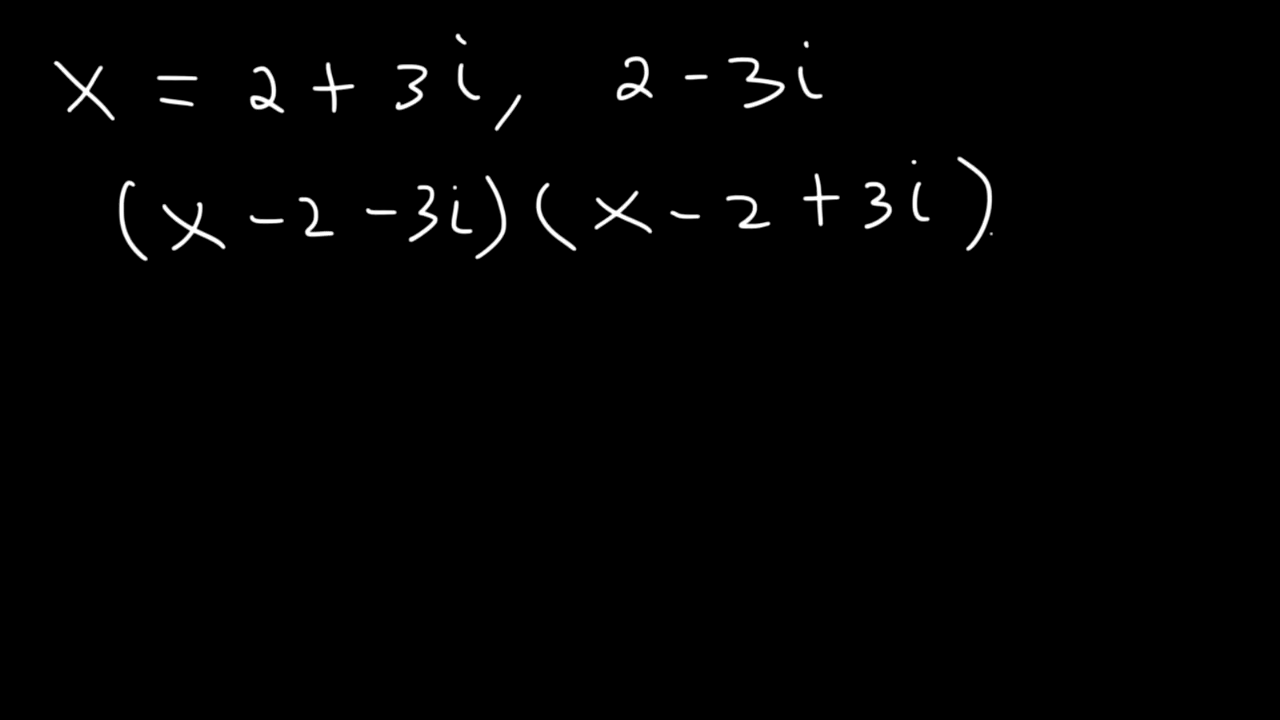 x = 2 + 3i, 2 - 3i
(x - 2 - 3i)(x - 2 + 3i)